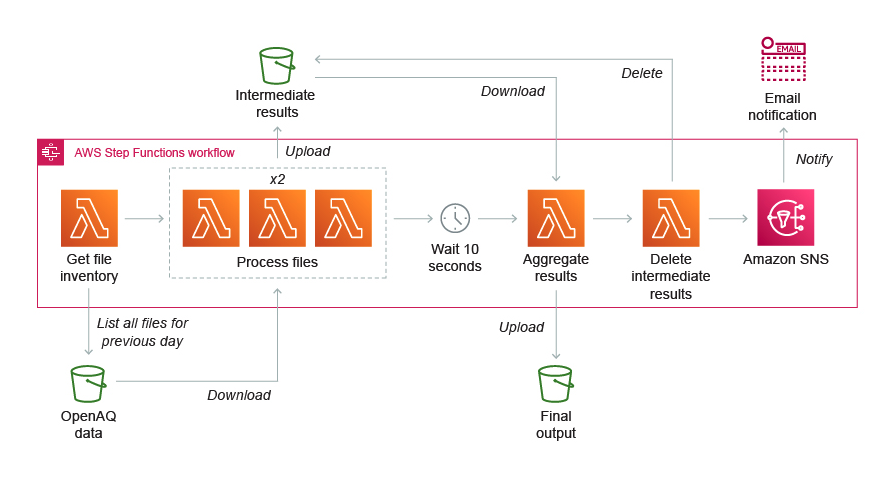 EMAIL
Intermediate
results
Download
Delete
Email
notification
AWS Step Functions workflow
Upload
Notify
x2
Get file
inventory
Process files
Wait 10
seconds
Aggregate
results
Delete
intermediate
results
Amazon SNS
List all files for
previous day
Upload
Download
OpenAQ
data
Final
output